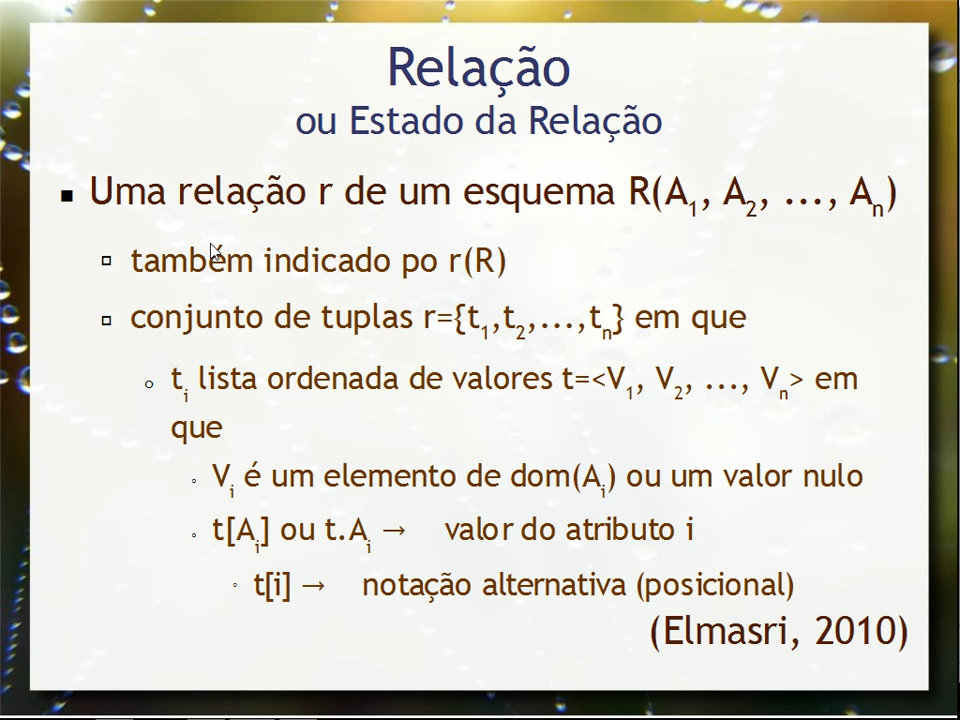 Relação
ou Estado da Relação
▪ Uma relação r de um esquema R(A₁, A₂, ..., Aₙ)
▫ também indicado po r(R)
▫ conjunto de tuplas r={t₁,t₂,...,tₙ} em que
◦ tᵢ lista ordenada de valores t=<V₁, V₂, ..., Vₙ> em
que
◦ Vᵢ é um elemento de dom(Aᵢ) ou um valor nulo
◦ t[Aᵢ] ou t.Aᵢ → valor do atributo i
◦ t[i] → notação alternativa (posicional)
(Elmasri, 2010)